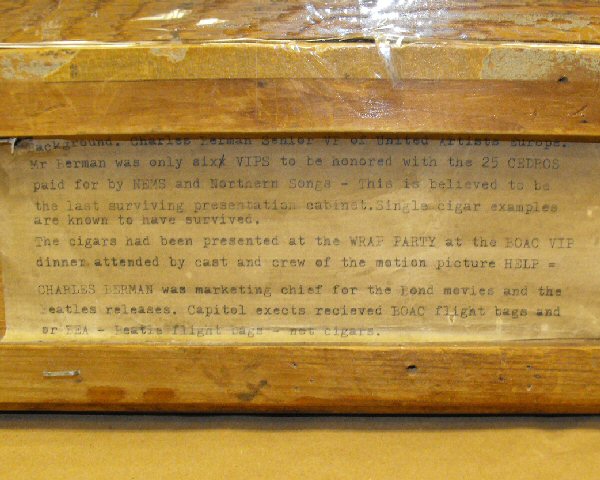 Background. Charles Berman Senior VP of United Artists Europe.
Mr Berman was only six VIPS to be honored with the 25 CEDROS
paid for by NEMS and Northern Songs - This is believed to be
the last surviving presentation cabinet.Single cigar examples
are known to have survived.
The cigars had been presented at the WRAP PARTY at the BOAC VIP
dinner attended by cast and crew of the motion picture HELP =
CHARLES BERMAN was marketing chief for the Bond movies and the
Beatles releases. Capitol exects recieved BOAC flight bags and
or BEA - Beatle flight bags - not cigars.